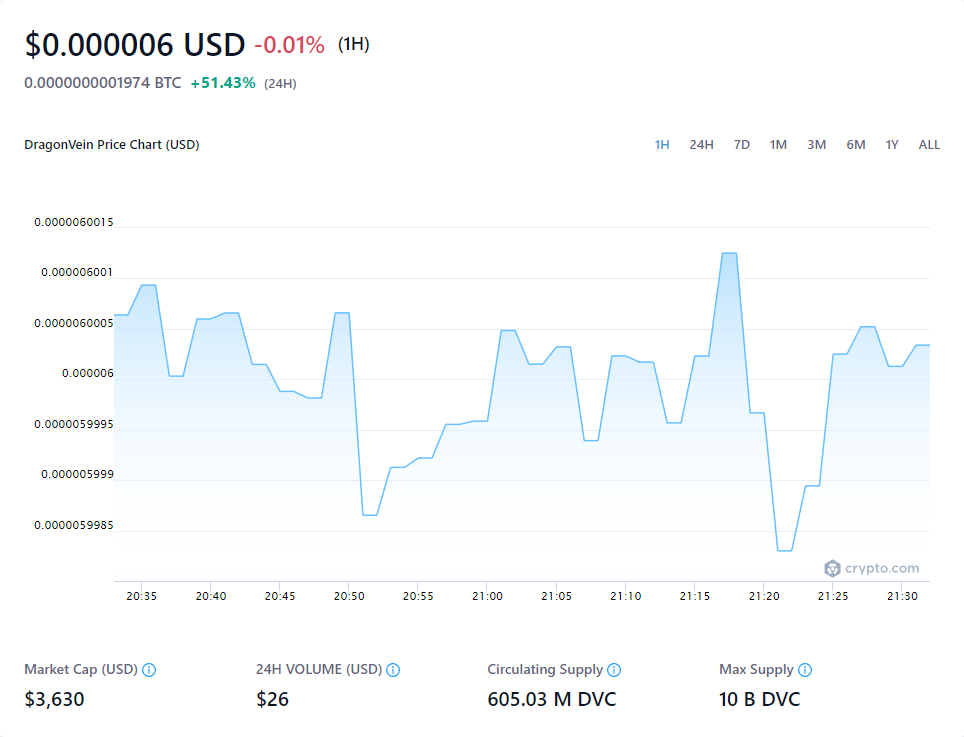 $0.000006 USD -0.01% (1H)
0.0000000001974 BTC +51.43% (24H)
DragonVein Price Chart (USD) 1H 24H 7D 1M 3M 6M 1Y ALL
0.0000060015
0.000006001
0.0000060005
0.000006
0.0000059995
0.000005999
0.0000059985
crypto.com
20:35 20:40 20:45 20:50 20:55 21:00 21:05 21:10 21:15 21:20 21:25 21:30
Market Cap (USD) 24H VOLUME (USD) Circulating Supply Max Supply
$3,630 $26 605.03 M DVC 10 B DVC